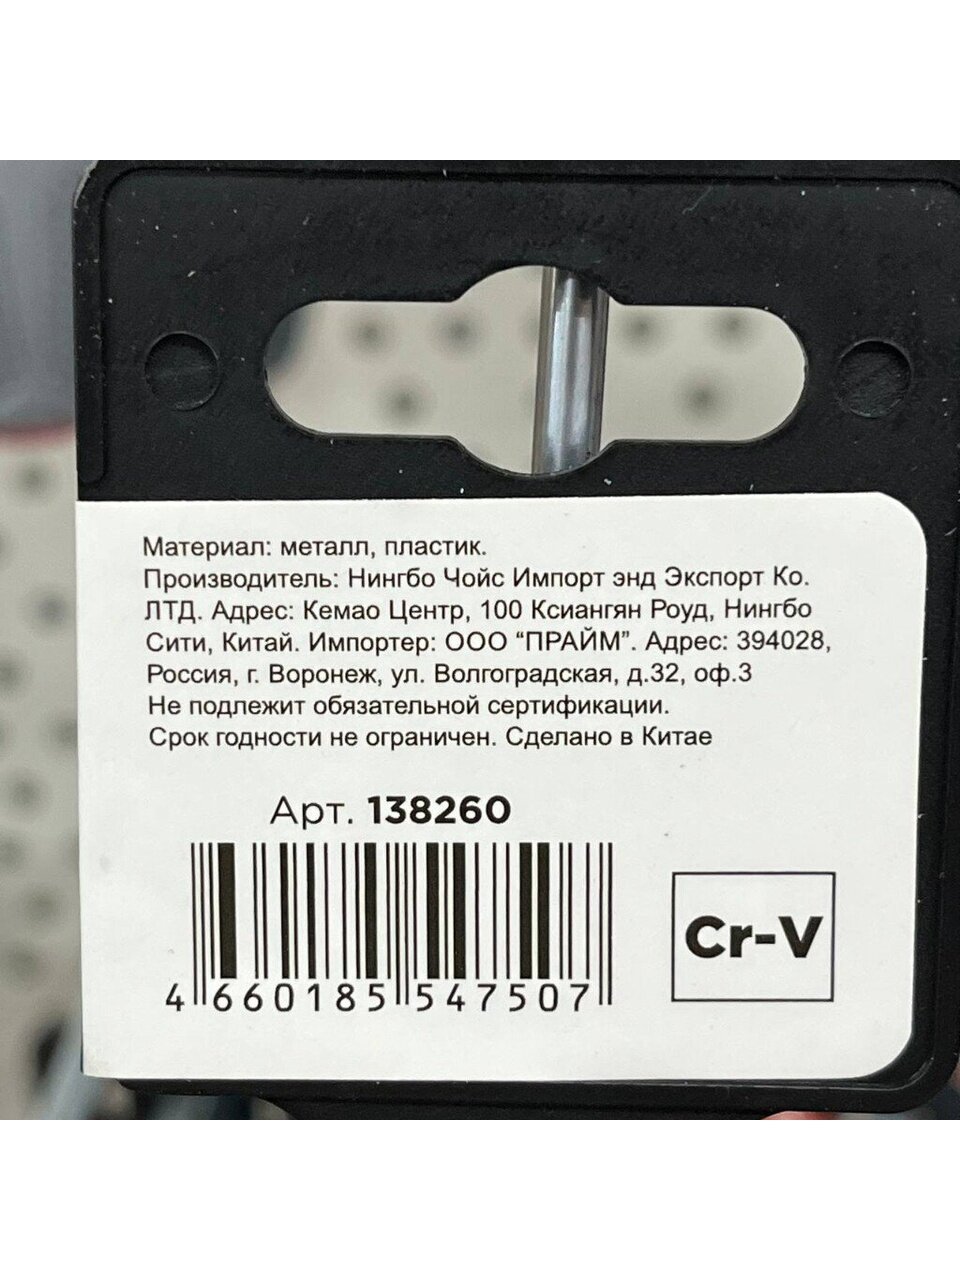 Материал: металл, пластик.
Производитель: Нингбо Чойс Импорт энд Экспорт Ко.
ЛТД. Адрес: Кемао Центр, 100 Ксиангян Роуд, Нингбо
Сити, Китай. Импортер: ООО “ПРАЙМ”. Адрес: 394028,
Россия, г. Воронеж, ул. Волгоградская, д.32, оф.3
Не подлежит обязательной сертификации.
Срок годности не ограничен. Сделано в Китае
Арт. 138260
4 660185 547507
Cr-V